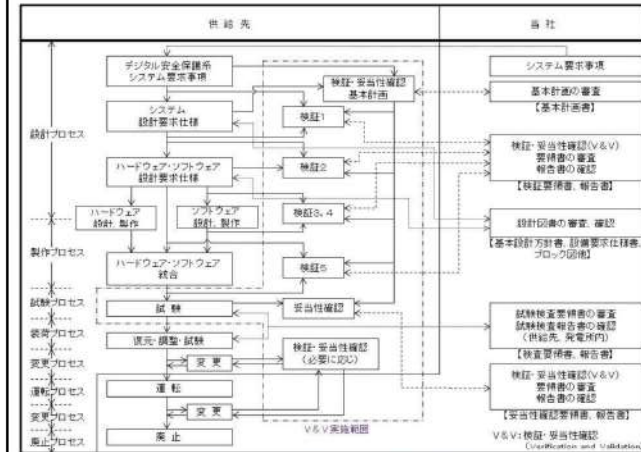 供給先
当社
設計プロセス
製作プロセス
試験プロセス
装荷プロセス
変更プロセス
運転プロセス
変更プロセス
廃止プロセス
デジタル安全保護系
システム要求事項
システム
設計要求仕様
ハードウェア・ソフトウェア
設計要求仕様
ハードウェア
設計、製作
ソフトウェア
設計、製作
ハードウェア・ソフトウェア
統合
試験
復元・調整・試験
変更
運転
変更
廃止
検証・妥当性確認
基本計画
検証1
検証2
検証3、4
検証5
妥当性確認
検証・妥当性確認
(必要に応じ)
V&V実施範囲
システム要求事項
基本計画の審査
【基本計画書】
検証・妥当性確認(V&V)
要領書の審査
報告書の確認
【検証要領書、報告書】
設計図書の審査、確認
【基本設計方針書、設備要求仕様書、
ブロック図他】
試験検査要領書の審査
試験検査報告書の確認
(供給先、発電所内)
【検査要領書、報告書】
検証・妥当性確認(V&V)
要領書の審査
報告書の確認
【妥当性確認要領書、報告書】
V&V:検証・妥当性確認
(Verification and Validation)